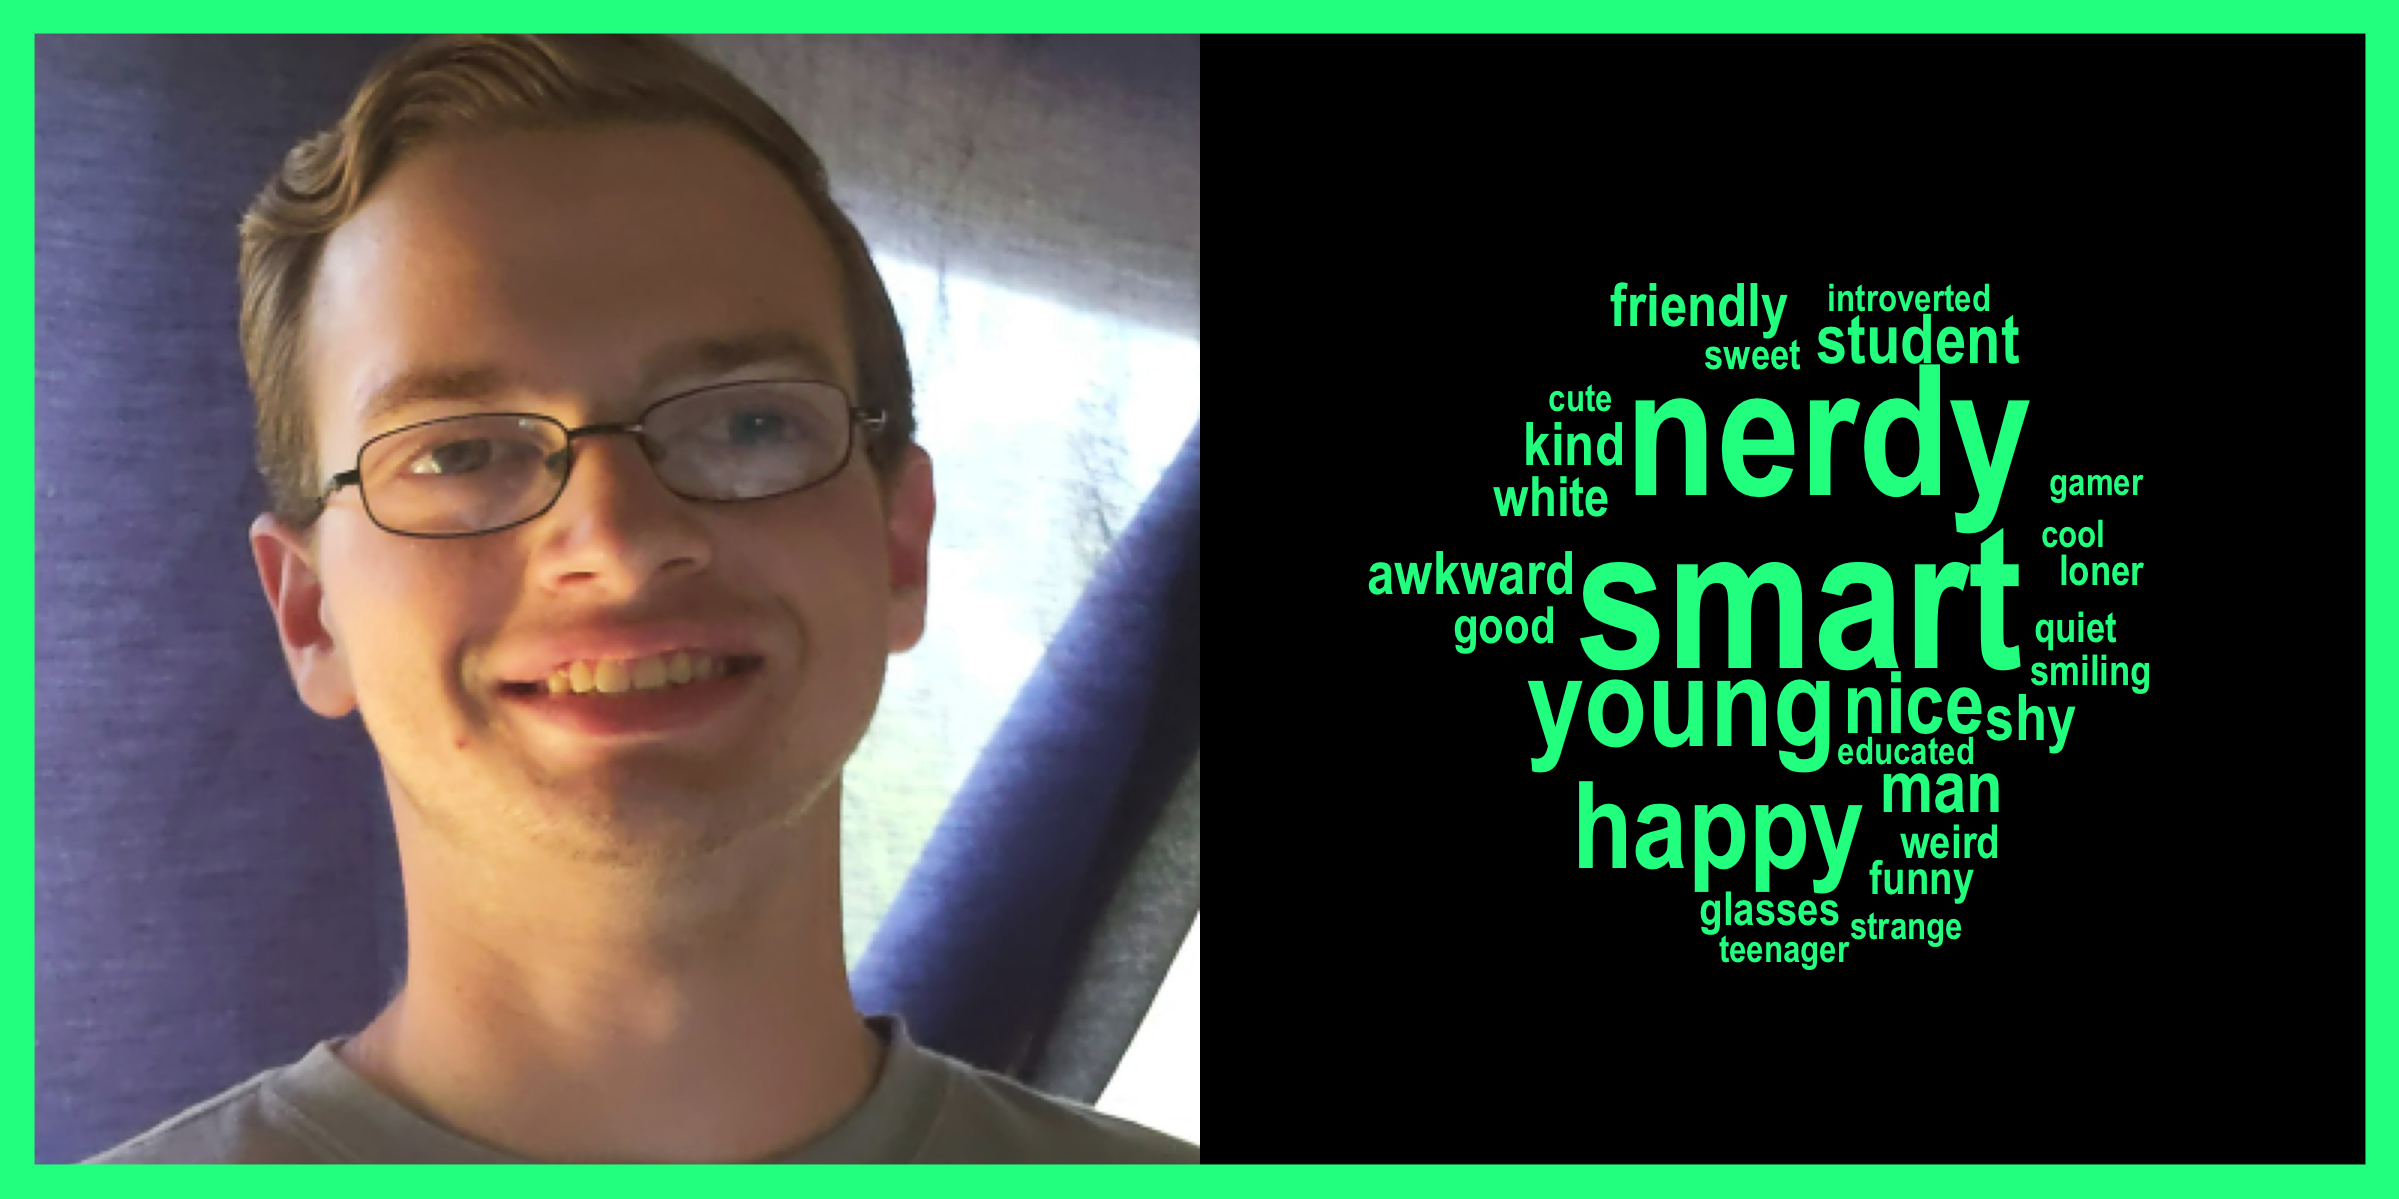 friendly introverted
sweet student
cute
kind nerdy
white gamer
cool
awkward smart loner
good quiet
smiling
young nice shy
educated
man
happy weird
funny
glasses strange
teenager